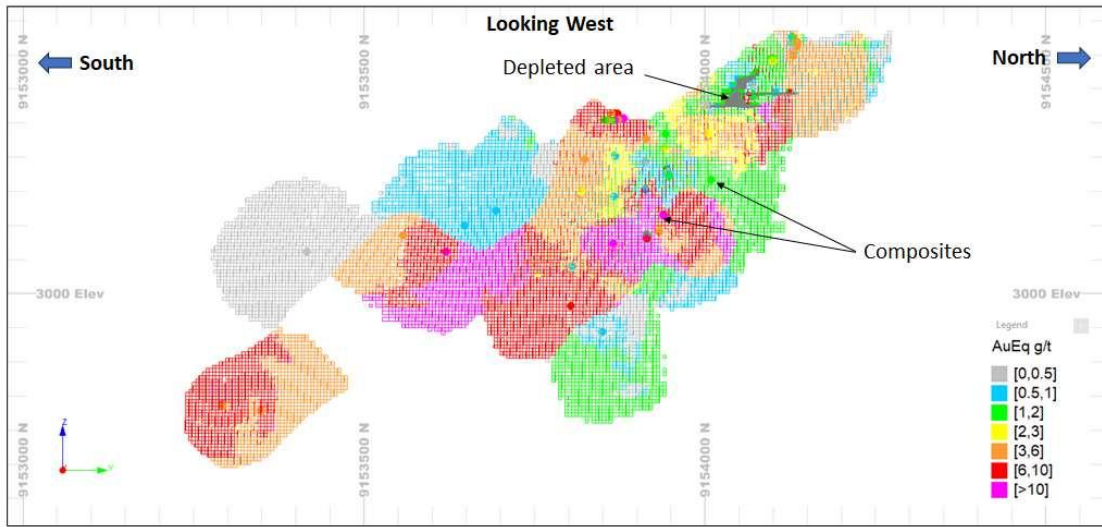 Looking West
South
North
Depleted area
9153000 N
9153500 N
9154000 N
9154500 N
Composites
3000 Elev
3000 Elev
Legend
AuEq g/t
[0,0.5]
[0.5,1]
[1,2]
[2,3]
[3,6]
[6,10]
[>10]
Z
Y
9153000 N
9153500 N
9154000 N